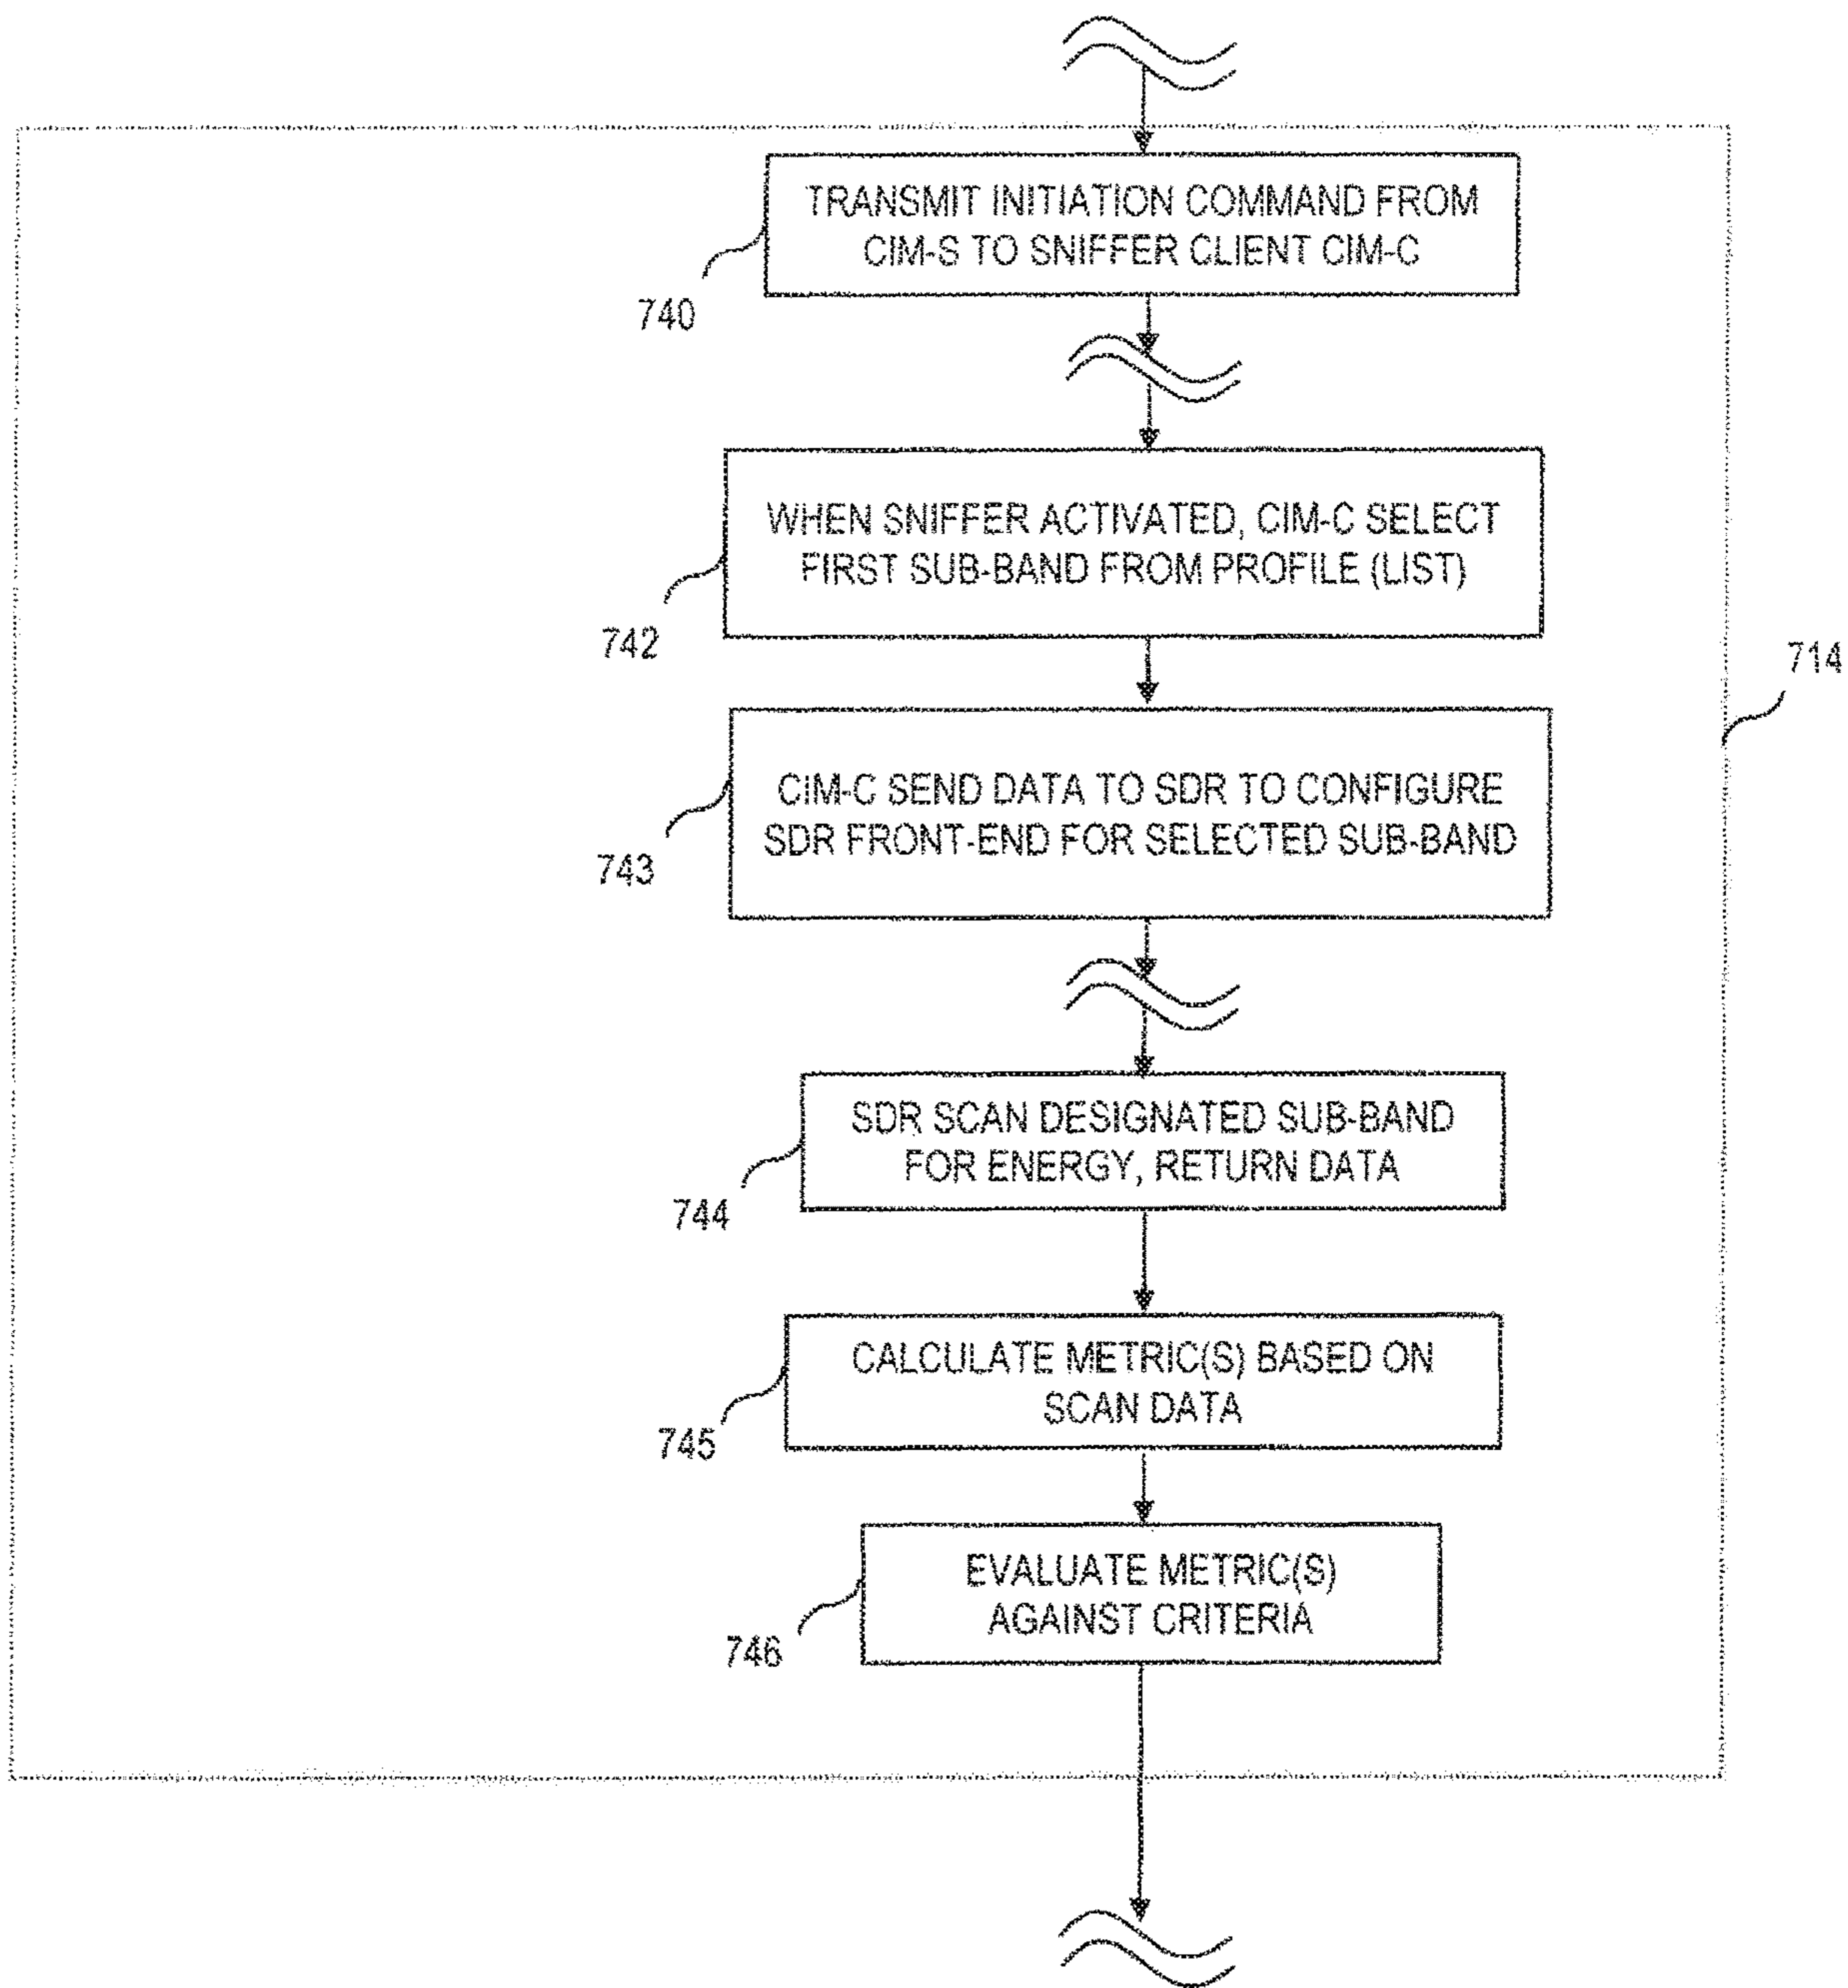 TRANSMIT INITIATION COMMAND FROM
CIM-S TO SNIFFER CLIENT CIM-C
740
WHEN SNIFFER ACTIVATED, CIM-C SELECT
FIRST SUB-BAND FROM PROFILE (LIST)
742
714
CIM-C SEND DATA TO SDR TO CONFIGURE
SDR FRONT-END FOR SELECTED SUB-BAND
743
SDR SCAN DESIGNATED SUB-BAND
FOR ENERGY, RETURN DATA
744
CALCULATE METRIC(S) BASED ON
SCAN DATA
745
EVALUATE METRIC(S)
AGAINST CRITERIA
746